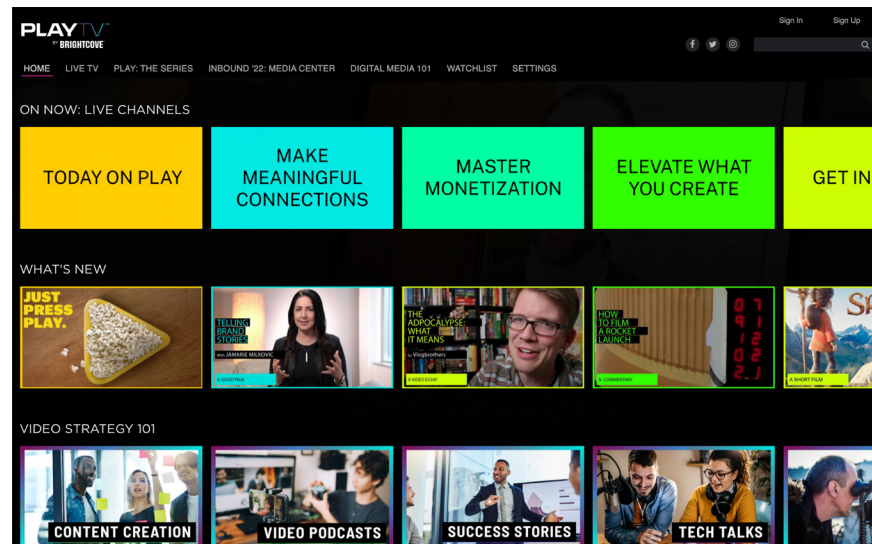 Sign In Sign Up
PLAYTV™
BY BRIGHTCOVE
HOME LIVE TV PLAY: THE SERIES INBOUND '22: MEDIA CENTER DIGITAL MEDIA 101 WATCHLIST SETTINGS
ON NOW: LIVE CHANNELS
TODAY ON PLAY
MAKE
MEANINGFUL
CONNECTIONS
MASTER
MONETIZATION
ELEVATE WHAT
YOU CREATE
GET IN
WHAT'S NEW
JUST
PRESS
PLAY.
TELLING
BRAND
STORIES
JAMARIE MILKOVIC
A GOOD TALK
THE
ADPOCALYPSE:
WHAT
IT MEANS
by Vlogbrothers
A VIDEO ESSAY
HOW
TO FILM
A ROCKET
LAUNCH
A COMMENTARY
A SHORT FILM
VIDEO STRATEGY 101
CONTENT CREATION
VIDEO PODCASTS
SUCCESS STORIES
TECH TALKS